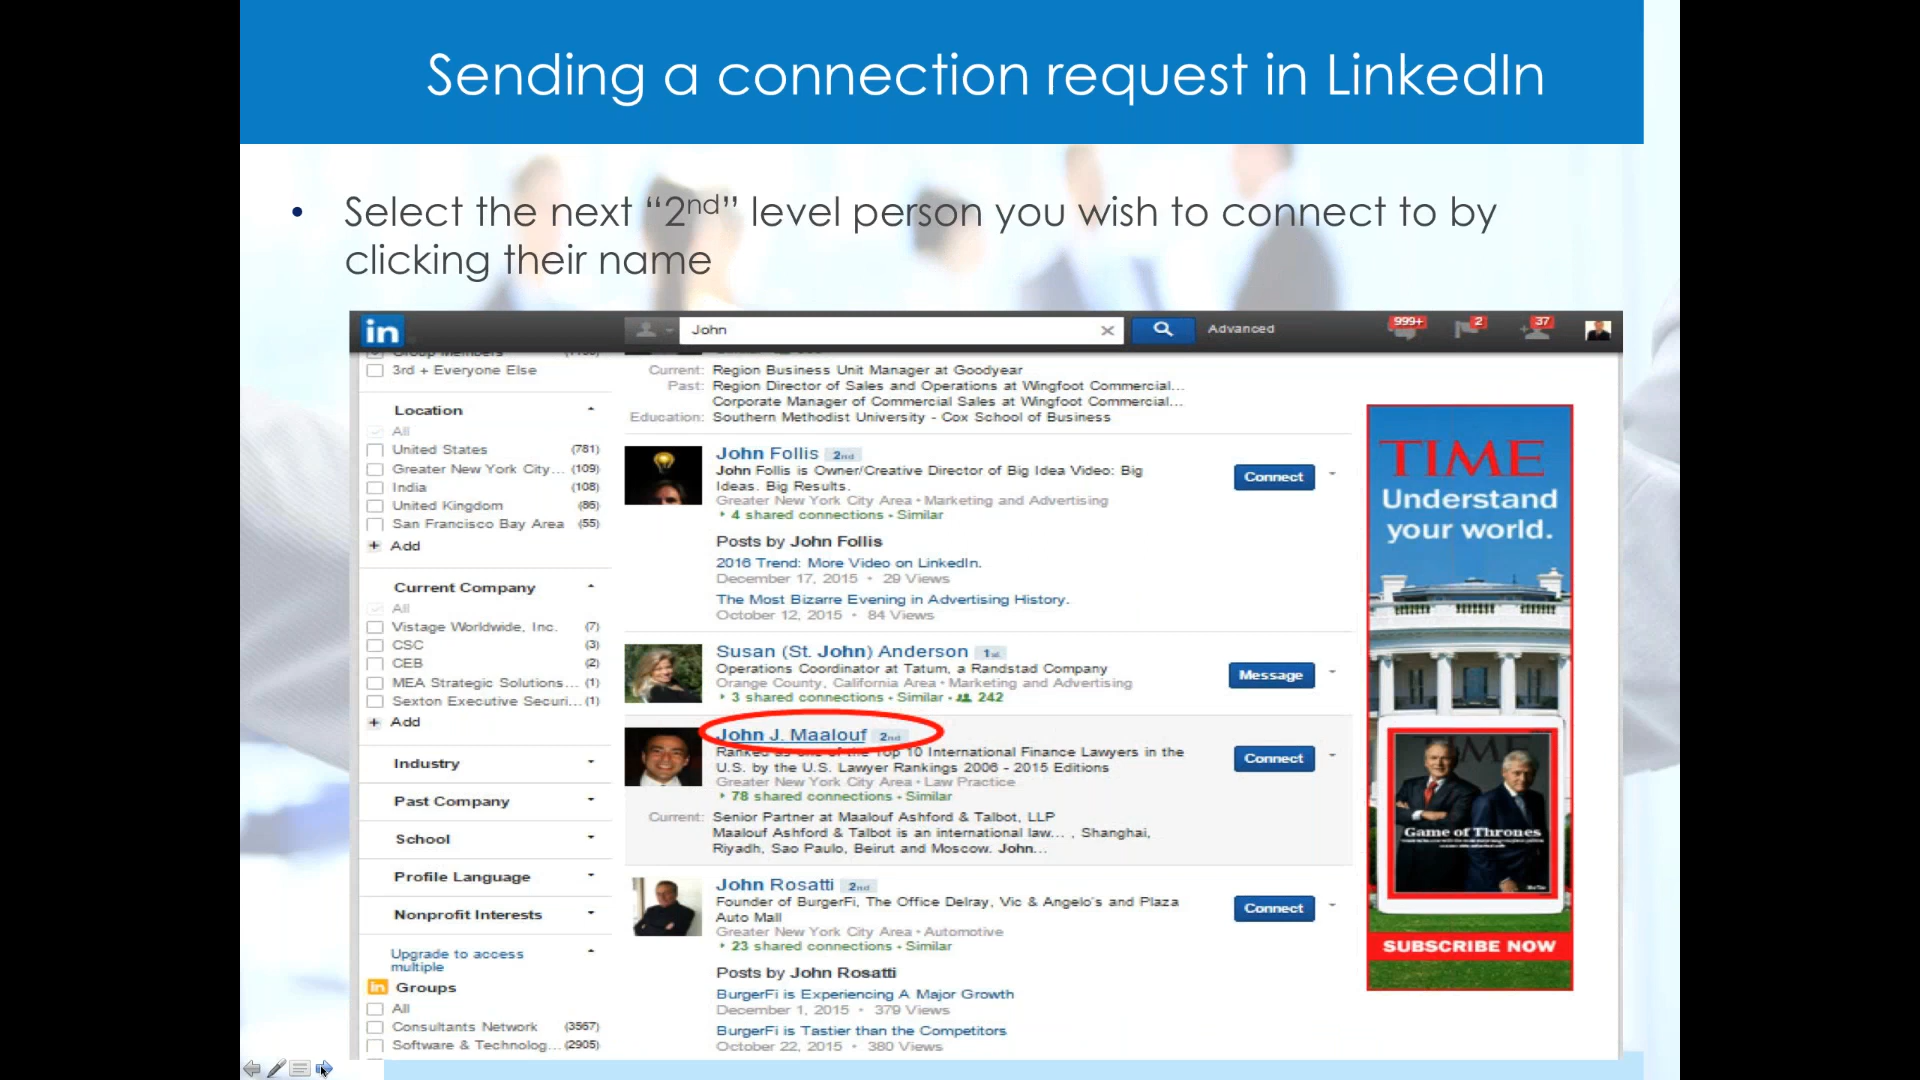 Sending a connection request in LinkedIn
• Select the next “2nd” level person you wish to connect to by
clicking their name
in
John
Advanced
999+
2
37
Group Members
3rd + Everyone Else
Location
All
United States (781)
Greater New York City... (109)
India (108)
United Kingdom (86)
San Francisco Bay Area (55)
+ Add
Current Company
All
Vistage Worldwide, Inc. (7)
CSC (3)
CEB (2)
MEA Strategic Solutions... (1)
Sexton Executive Securi... (1)
+ Add
Industry
Past Company
School
Profile Language
Nonprofit Interests
Upgrade to access
multiple
in Groups
All
Consultants Network (3567)
Software & Technolog... (2905)
Current: Region Business Unit Manager at Goodyear
Past: Region Director of Sales and Operations at Wingfoot Commercial...
Corporate Manager of Commercial Sales at Wingfoot Commercial...
Education: Southern Methodist University - Cox School of Business
John Follis 2nd
John Follis is Owner/Creative Director of Big Idea Video: Big
Ideas. Big Results.
Greater New York City Area • Marketing and Advertising
4 shared connections • Similar
Connect
Posts by John Follis
2016 Trend: More Video on LinkedIn.
December 17, 2015 • 29 Views
The Most Bizarre Evening in Advertising History.
October 12, 2015 • 84 Views
Susan (St. John) Anderson 1st
Operations Coordinator at Tatum, a Randstad Company
Orange County, California Area • Marketing and Advertising
3 shared connections • Similar • 242
Message
John J. Maalouf 2nd
Ranked as one of the Top 10 International Finance Lawyers in the
U.S. by the U.S. Lawyer Rankings 2006 - 2015 Editions
Greater New York City Area • Law Practice
78 shared connections • Similar
Connect
Current: Senior Partner at Maalouf Ashford & Talbot, LLP
Maalouf Ashford & Talbot is an international law... , Shanghai,
Riyadh, Sao Paulo, Beirut and Moscow. John...
John Rosatti 2nd
Founder of BurgerFi, The Office Delray, Vic & Angelo's and Plaza
Auto Mall
Greater New York City Area • Automotive
23 shared connections • Similar
Connect
Posts by John Rosatti
BurgerFi is Experiencing A Major Growth
December 1, 2015 • 379 Views
BurgerFi is Tastier than the Competitors
October 22, 2015 • 380 Views
TIME
Understand
your world.
TIME
Game of Thrones
SUBSCRIBE NOW